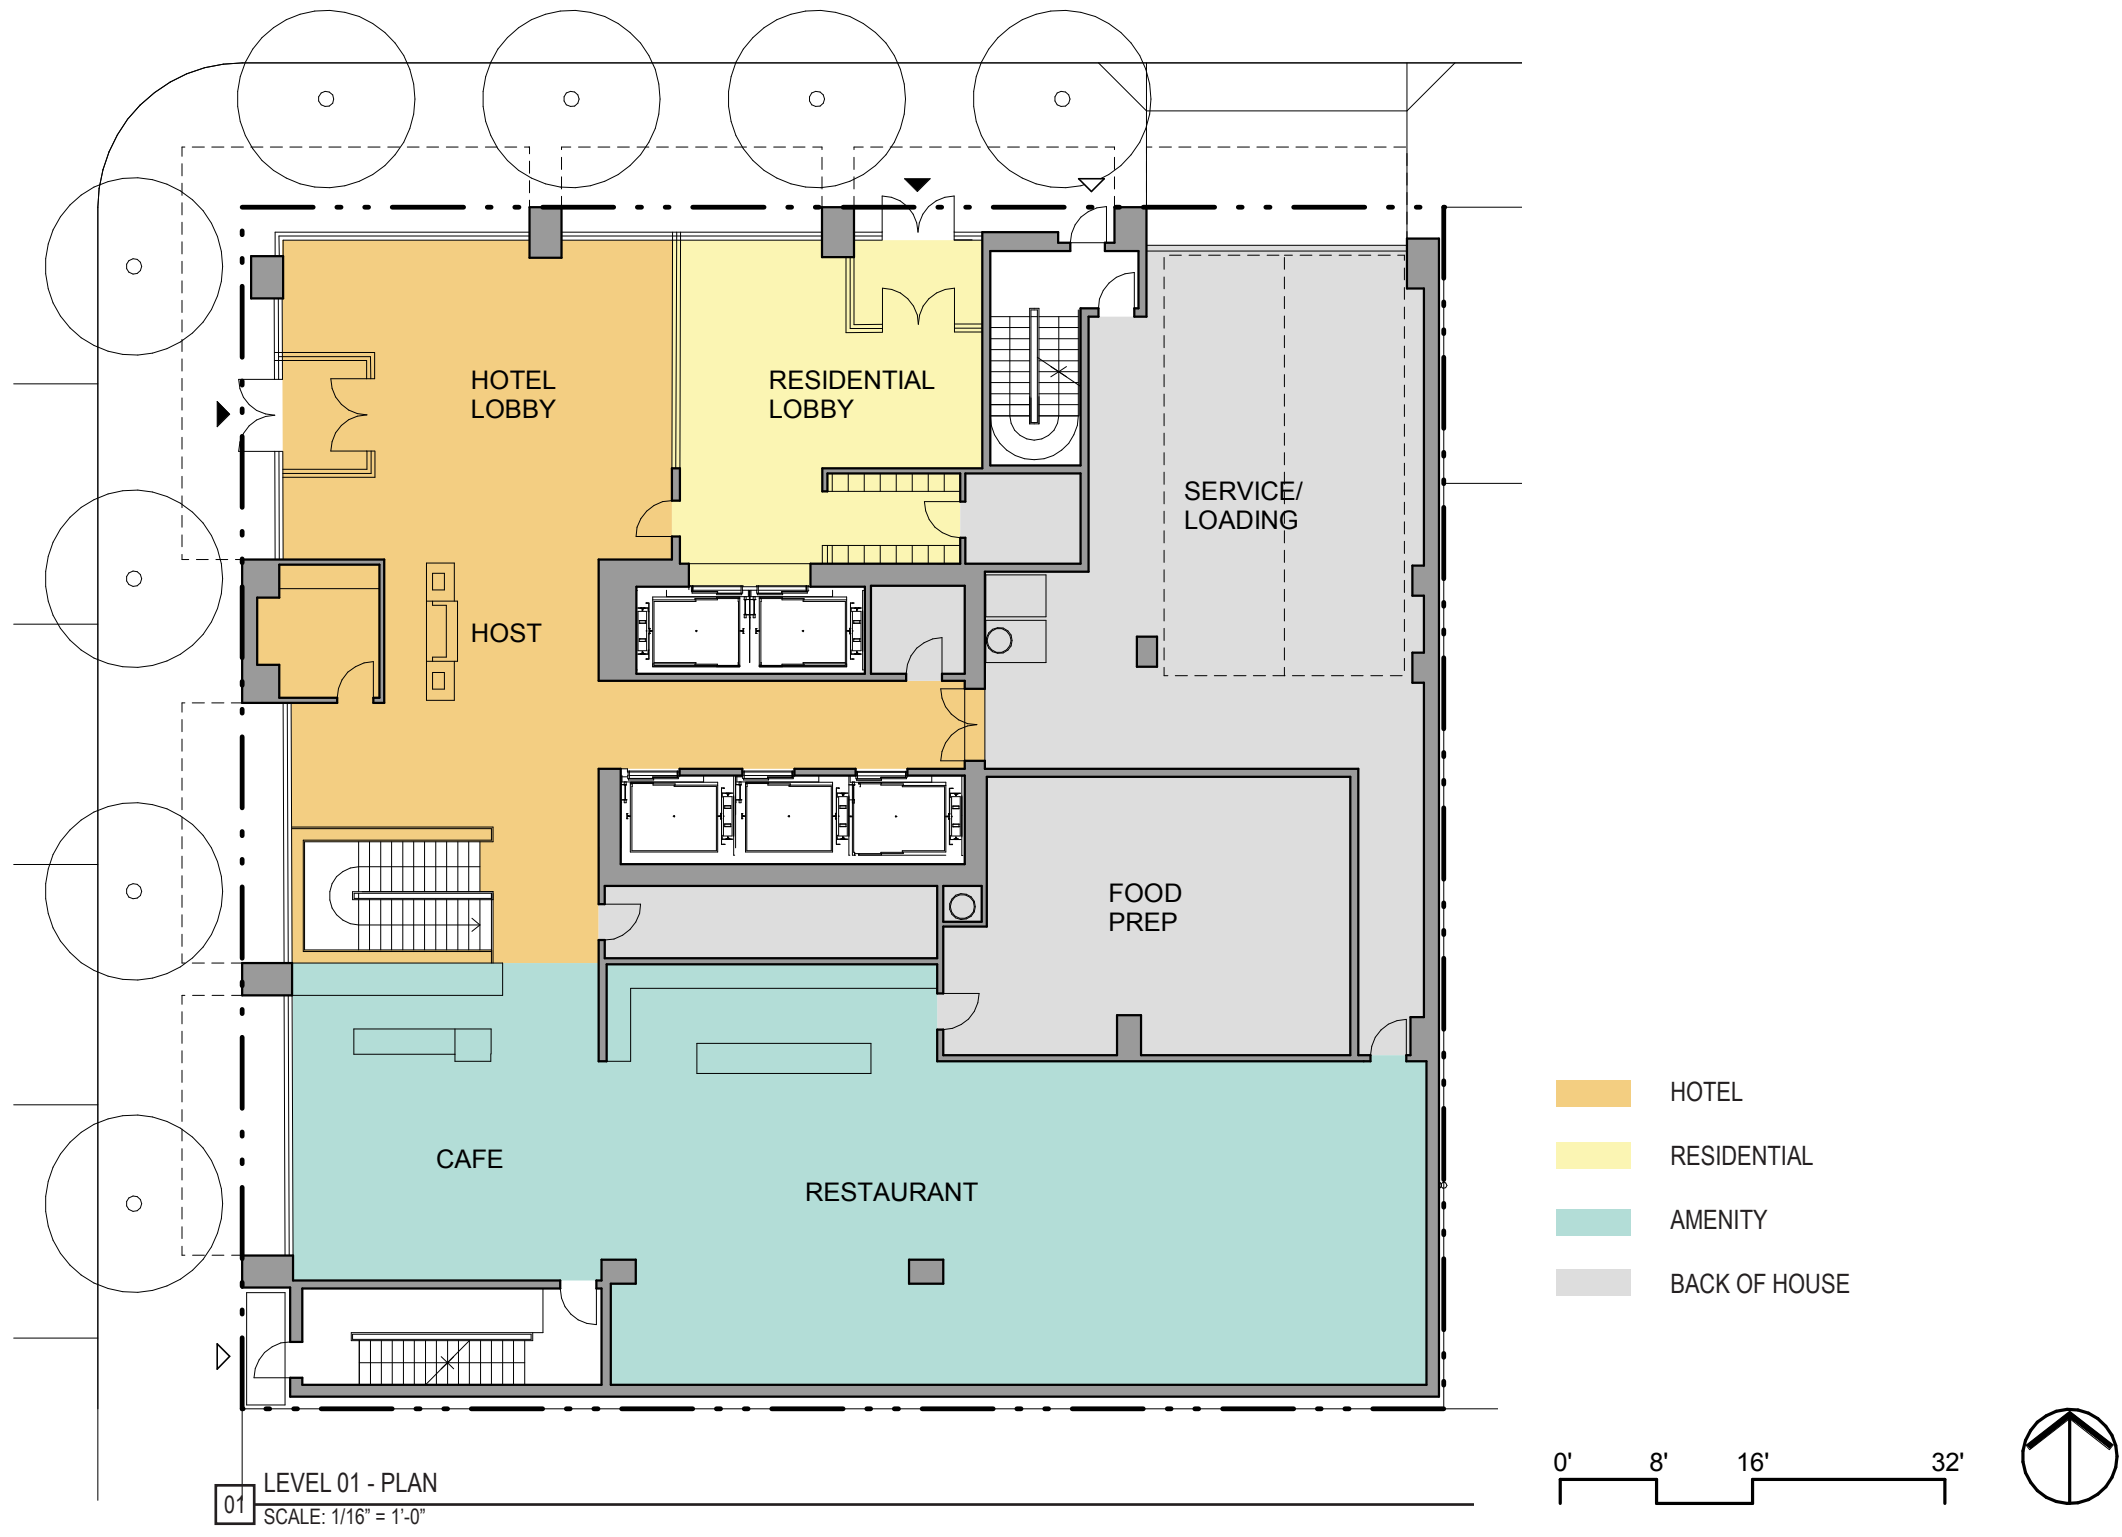 HOTEL
LOBBY
RESIDENTIAL
LOBBY
SERVICE/
LOADING
HOST
FOOD
PREP
CAFE
RESTAURANT
HOTEL
RESIDENTIAL
AMENITY
BACK OF HOUSE
0' 8' 16' 32'
01 LEVEL 01 - PLAN
SCALE: 1/16” = 1’-0”